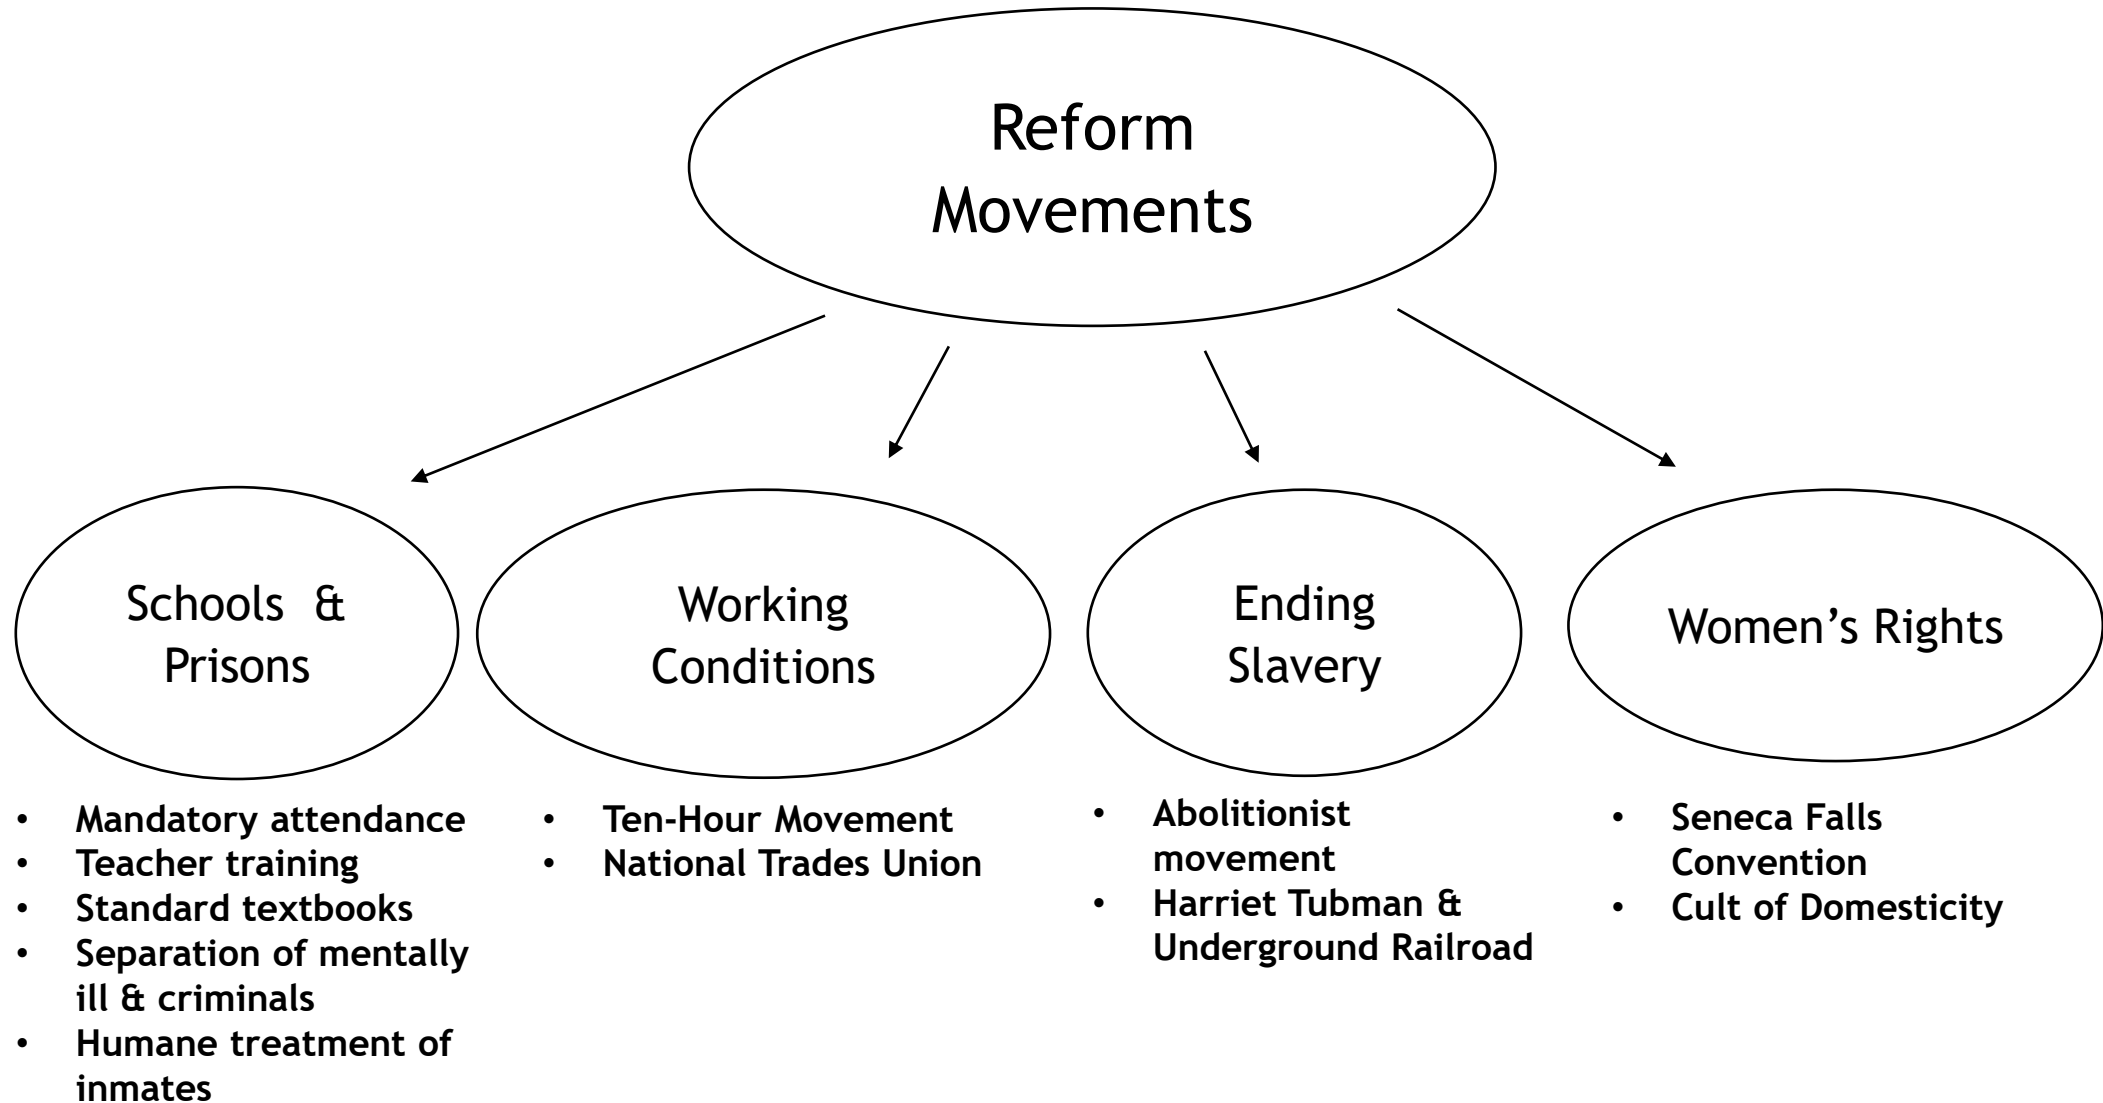 Reform
Movements
Schools & 
Prisons
Working
Conditions
Ending
Slavery
Women’s Rights
• Mandatory attendance
• Teacher training
• Standard textbooks
• Separation of mentally
ill & criminals
• Humane treatment of
inmates
• Ten-Hour Movement
• National Trades Union
• Abolitionist
movement
• Harriet Tubman &
Underground Railroad
• Seneca Falls
Convention
• Cult of Domesticity